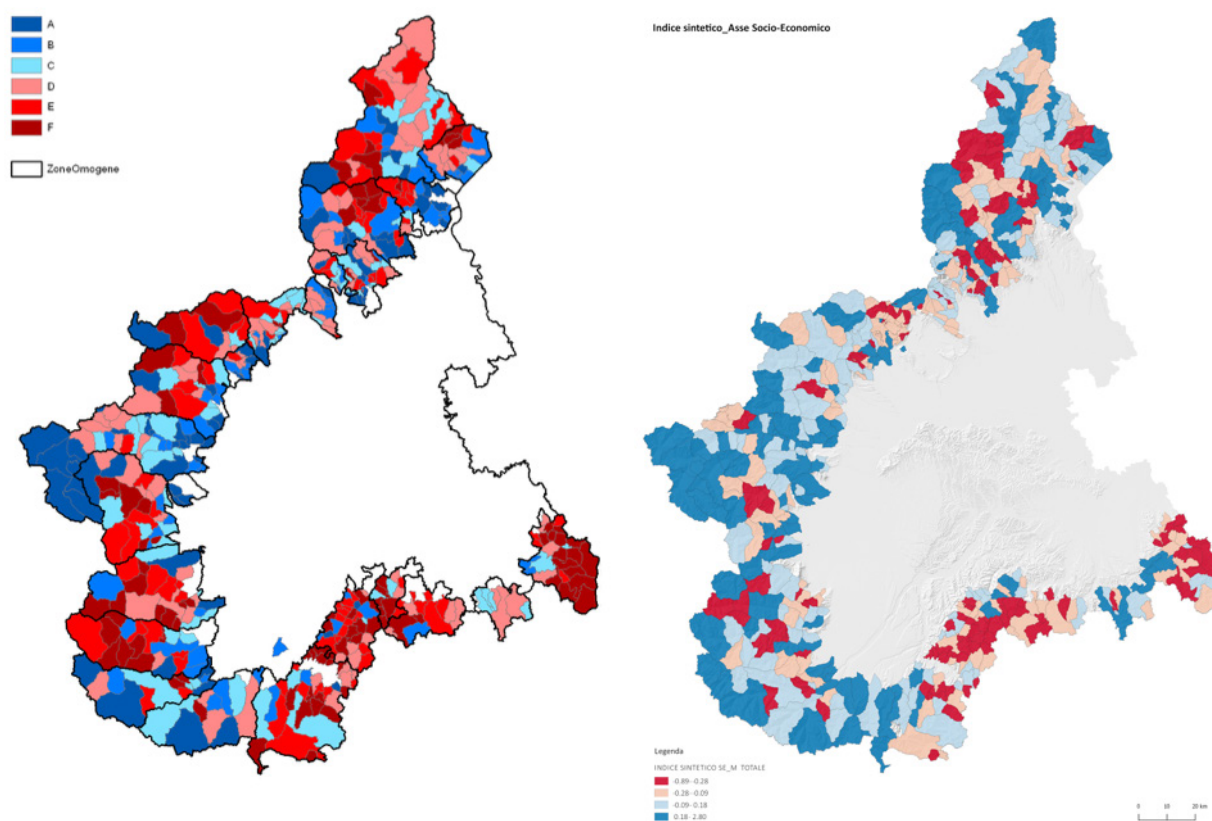 A
B
C
D
E
F
ZoneOmogene
Indice sintetico_Asse Socio-Economico
Legenda
INDICE SINTETICO SE_M TOTALE
-0.89 - -0.28
-0.28 - -0.09
-0.09 - 0.18
0.18 - 2.80
0 10 20 km